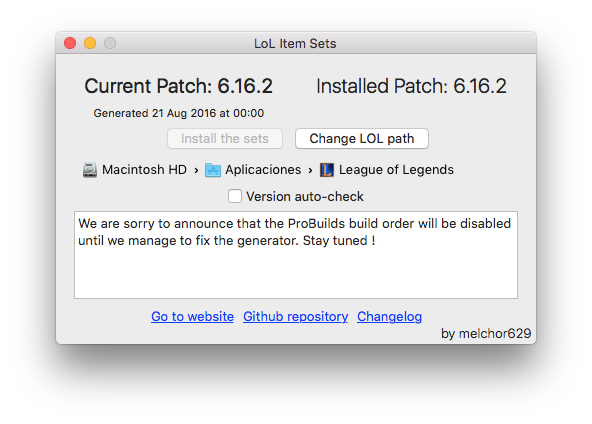 LoL Item Sets
Current Patch: 6.16.2
Installed Patch: 6.16.2
Generated 21 Aug 2016 at 00:00
Install the sets
Change LOL path
Macintosh HD › Aplicaciones › League of Legends
Version auto-check
We are sorry to announce that the ProBuilds build order will be disabled
until we manage to fix the generator. Stay tuned !
Go to website Github repository Changelog
by melchor629